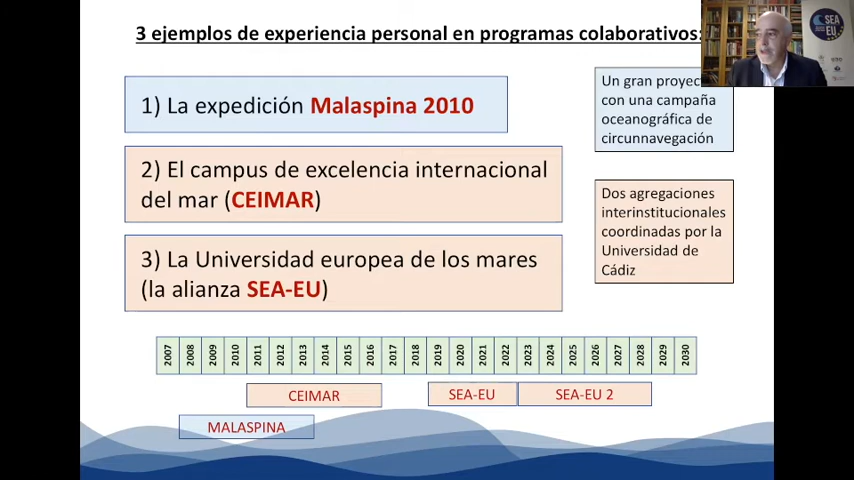 3 ejemplos de experiencia personal en programas colaborativos:
1) La expedición Malaspina 2010
Un gran proyec
con una campaña
oceanográfica de
circunnavegación
2) El campus de excelencia internacional
del mar (CEIMAR)
Dos agregaciones
interinstitucionales
coordinadas por la
Universidad de
Cádiz
3) La Universidad europea de los mares
(la alianza SEA-EU)
2007 2008 2009 2010 2011 2012 2013 2014 2015 2016 2017 2018 2019 2020 2021 2022 2023 2024 2025 2026 2027 2028 2029 2030
CEIMAR
SEA-EU
SEA-EU 2
MALASPINA
SEA
EU